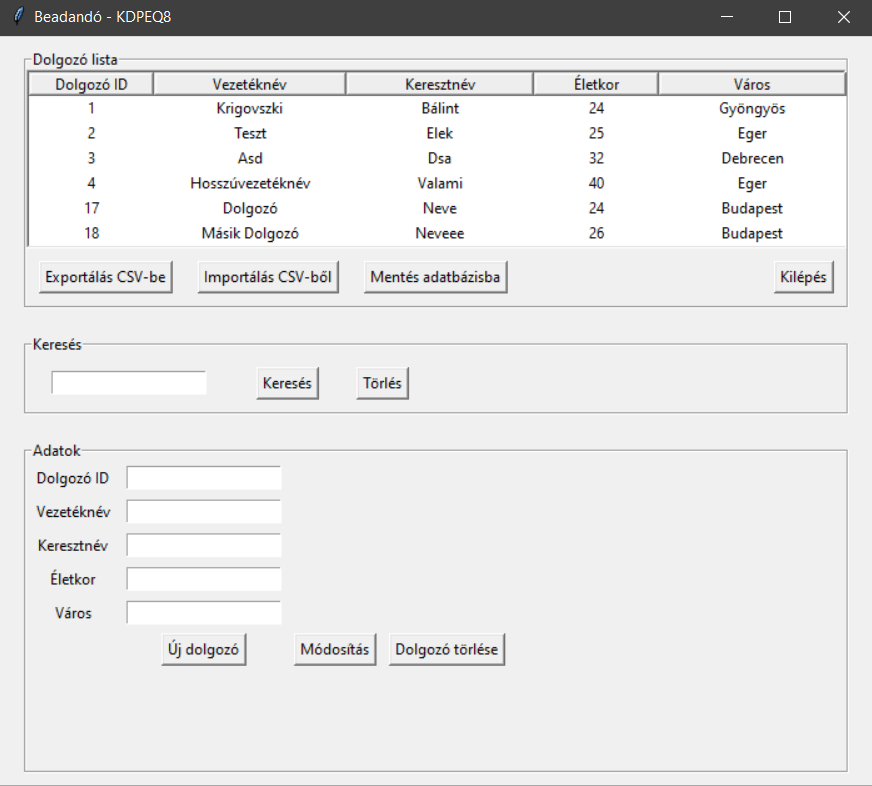 Beadandó - KDPEQ8
Dolgozó lista
Dolgozó ID Vezetéknév Keresztnév Életkor Város
1 Krigovszki Bálint 24 Gyöngyös
2 Teszt Elek 25 Eger
3 Asd Dsa 32 Debrecen
4 Hosszúvezetéknév Valami 40 Eger
17 Dolgozó Neve 24 Budapest
18 Másik Dolgozó Neveee 26 Budapest
Exportálás CSV-be Importálás CSV-ből Mentés adatbázisba Kilépés
Keresés
Keresés Törlés
Adatok
Dolgozó ID
Vezetéknév
Keresztnév
Életkor
Város
Új dolgozó Módosítás Dolgozó törlése